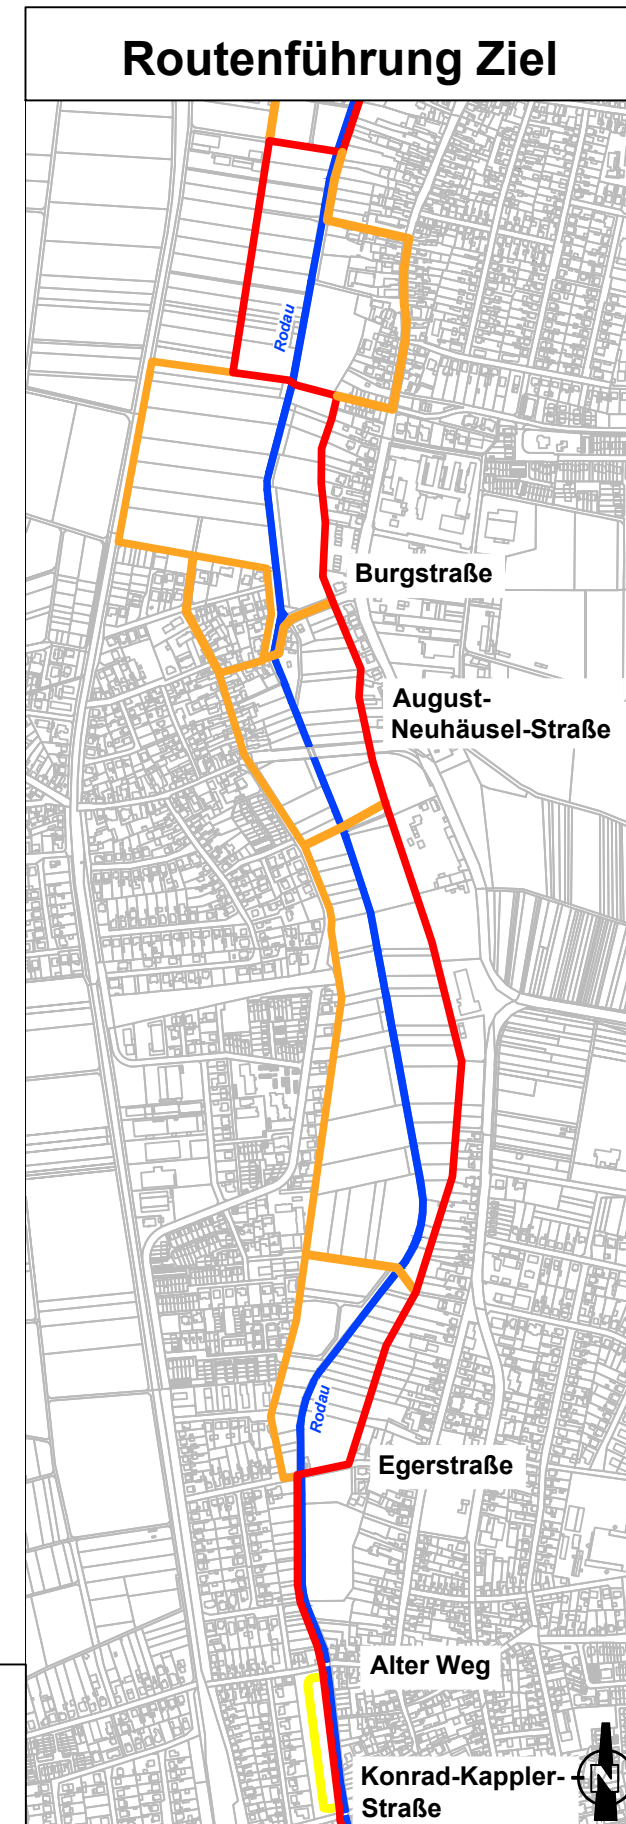 Routenführung Ziel
Rodau
Burgstraße
August-
Neuhäusel-Straße
Rodau
Egerstraße
Alter Weg
Konrad-Kappler-
Straße
N